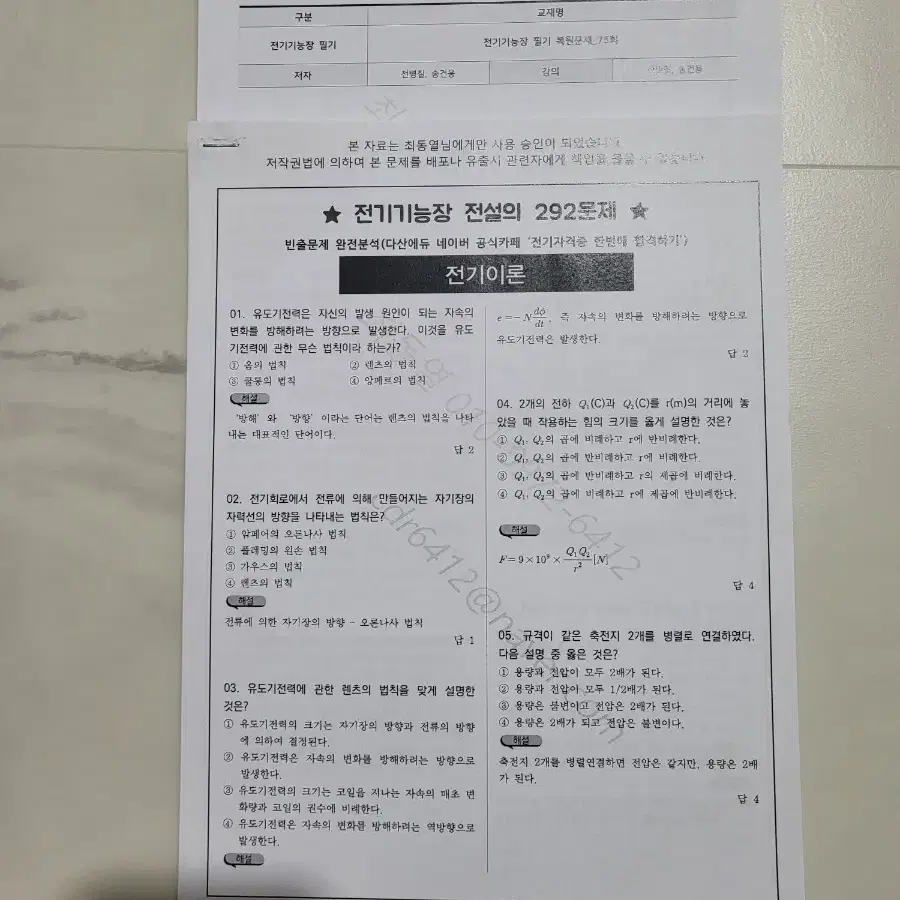 구분 교재명
전기기능장 필기 전기기능장 필기 복원문제_75회
저자 전병칠, 송건웅 강의 송건웅
본 자료는 최동열님에게만 사용 승인이 되었습니다
저작권법에 의하여 본 문제를 배포나 유출시 관련자에게 책임을 물을 수 있습니다
★ 전기기능장 전설의 292문제 ★
빈출문제 완전분석(다산에듀 네이버 공식카페 '전기자격증 한번에 합격하기')
전기이론
01. 유도기전력은 자신의 발생 원인이 되는 자속의
변화를 방해하려는 방향으로 발생한다. 이것을 유도
기전력에 관한 무슨 법칙이라 하는가?
① 옴의 법칙 ② 렌츠의 법칙
③ 쿨롱의 법칙 ④ 앙페르의 법칙
해설
'방해' 와 '방향' 이라는 단어는 렌츠의 법칙을 나타
내는 대표적인 단어이다.
답 2
02. 전기회로에서 전류에 의해 만들어지는 자기장의
자력선의 방향을 나타내는 법칙은?
① 암페어의 오른나사 법칙
② 플레밍의 왼손 법칙
③ 가우스의 법칙
④ 렌츠의 법칙
해설
전류에 의한 자기장의 방향 - 오른나사 법칙
답 1
03. 유도기전력에 관한 렌츠의 법칙을 맞게 설명한
것은?
① 유도기전력의 크기는 자기장의 방향과 전류의 방향
에 의하여 결정된다.
② 유도기전력은 자속의 변화를 방해하려는 방향으로
발생한다.
③ 유도기전력의 크기는 코일을 지나는 자속의 매초 변
화량과 코일의 권수에 비례한다.
④ 유도기전력은 자속의 변화를 방해하려는 역방향으로
발생한다.
해설
e=-N dφ/dt, 즉 자속의 변화를 방해하려는 방향으로
유도기전력은 발생한다.
답 2
04. 2개의 전하 Q₁(C)과 Q₂(C)를 r(m)의 거리에 놓
았을 때 작용하는 힘의 크기를 옳게 설명한 것은?
① Q₁, Q₂의 곱에 비례하고 r에 반비례한다.
② Q₁, Q₂의 곱에 반비례하고 r에 비례한다.
③ Q₁, Q₂의 곱에 반비례하고 r의 제곱에 비례한다.
④ Q₁, Q₂의 곱에 비례하고 r에 제곱에 반비례한다.
해설
F=9×10⁹× Q₁Q₂/r² [N]
답 4
05. 규격이 같은 축전지 2개를 병렬로 연결하였다.
다음 설명 중 옳은 것은?
① 용량과 전압이 모두 2배가 된다.
② 용량과 전압이 모두 1/2배가 된다.
③ 용량은 불변이고 전압은 2배가 된다.
④ 용량은 2배가 되고 전압은 불변이다.
해설
축전지 2개를 병렬연결하면 전압은 같지만, 용량은 2배
가 된다.
답 4
cdr6412@naver.com